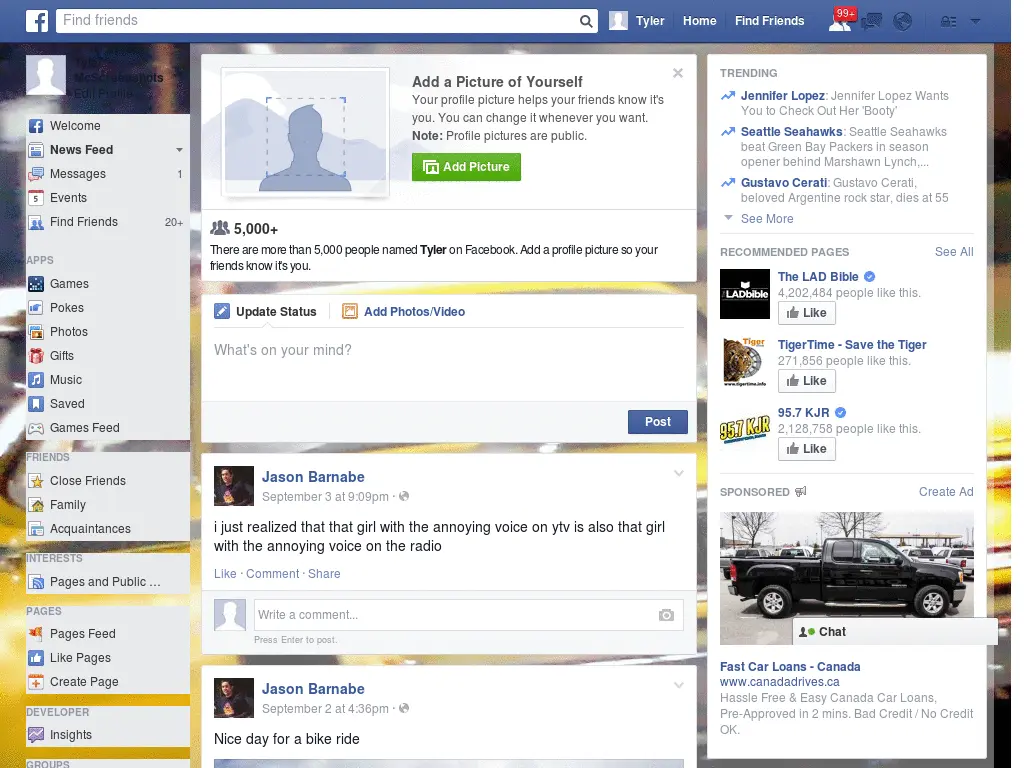 Find friends
Tyler
Home
Find Friends
99+
McScreenshots
Edit Profile
Welcome
News Feed
Messages 1
5 Events
Find Friends 20+
APPS
Games
Pokes
Photos
Gifts
Music
Saved
Games Feed
FRIENDS
Close Friends
Family
Acquaintances
INTERESTS
Pages and Public ...
PAGES
Pages Feed
Like Pages
Create Page
DEVELOPER
Insights
GROUPS
Add a Picture of Yourself
Your profile picture helps your friends know it's
you. You can change it whenever you want.
Note: Profile pictures are public.
Add Picture
5,000+
There are more than 5,000 people named Tyler on Facebook. Add a profile picture so your
friends know it's you.
Update Status
Add Photos/Video
What's on your mind?
Post
Jason Barnabe
September 3 at 9:09pm ·
i just realized that that girl with the annoying voice on ytv is also that girl
with the annoying voice on the radio
Like · Comment · Share
Write a comment...
Press Enter to post.
Jason Barnabe
September 2 at 4:36pm ·
Nice day for a bike ride
TRENDING
Jennifer Lopez: Jennifer Lopez Wants
You to Check Out Her 'Booty'
Seattle Seahawks: Seattle Seahawks
beat Green Bay Packers in season
opener behind Marshawn Lynch,...
Gustavo Cerati: Gustavo Cerati,
beloved Argentine rock star, dies at 55
See More
RECOMMENDED PAGES See All
THE LADbible
The LAD Bible
4,202,484 people like this.
Like
Tiger
www.tigertime.info
TigerTime - Save the Tiger
271,856 people like this.
Like
95.7 KJR
95.7 KJR
2,128,758 people like this.
Like
SPONSORED Create Ad
Chat
Fast Car Loans - Canada
www.canadadrives.ca
Hassle Free & Easy Canada Car Loans,
Pre-Approved in 2 mins. Bad Credit / No Credit
OK.